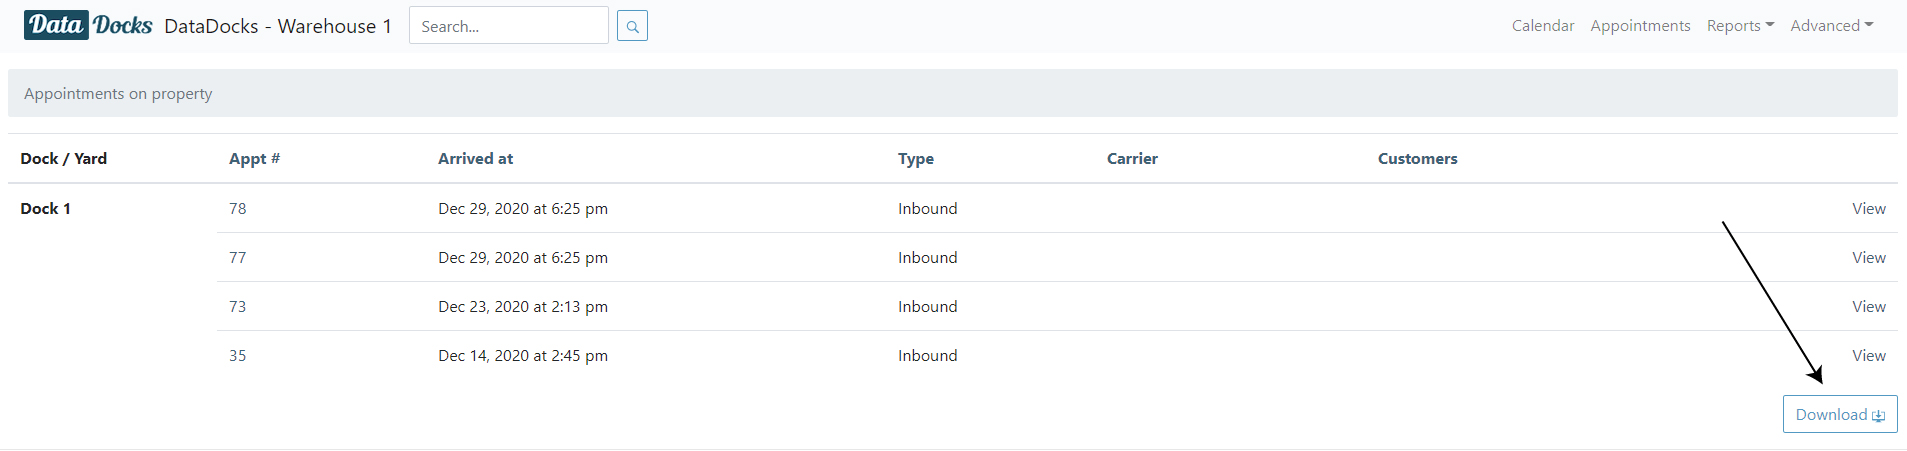 Data Docks DataDocks - Warehouse 1 Search... Calendar Appointments Reports Advanced
Appointments on property
Dock / Yard Appt # Arrived at Type Carrier Customers
Dock 1 78 Dec 29, 2020 at 6:25 pm Inbound View
77 Dec 29, 2020 at 6:25 pm Inbound View
73 Dec 23, 2020 at 2:13 pm Inbound View
35 Dec 14, 2020 at 2:45 pm Inbound View
Download